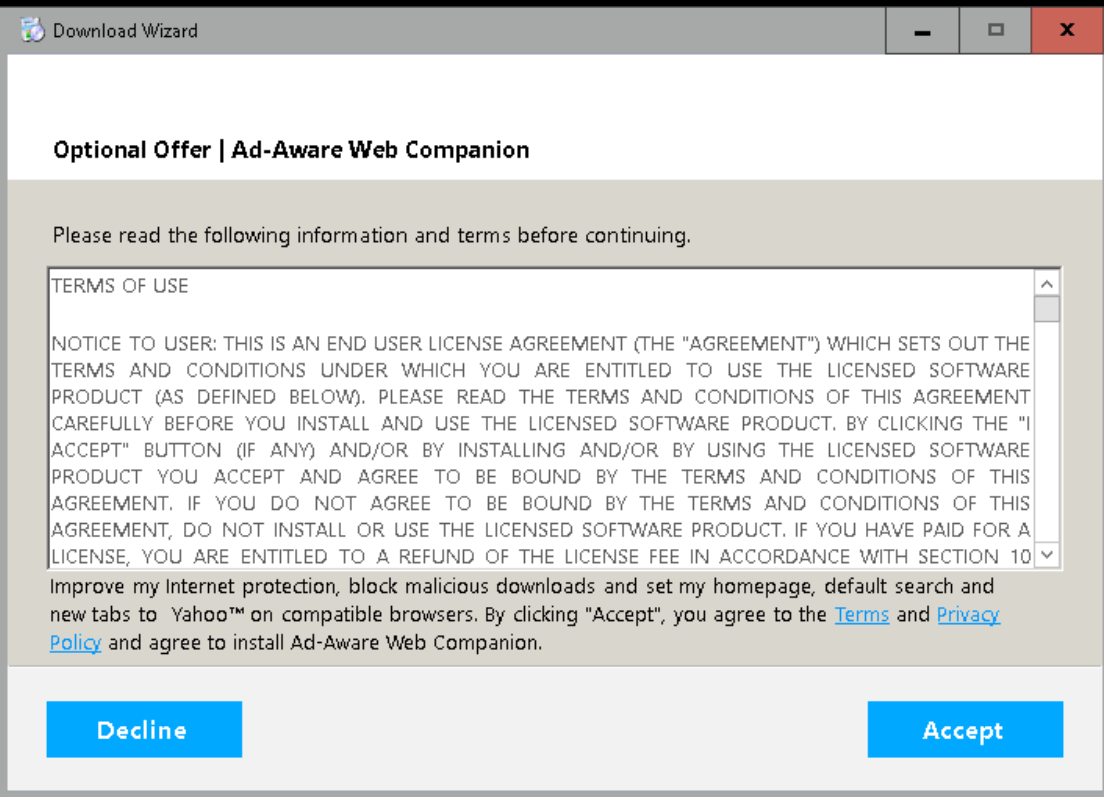 Download Wizard
Optional Offer | Ad-Aware Web Companion
Please read the following information and terms before continuing.
TERMS OF USE
NOTICE TO USER: THIS IS AN END USER LICENSE AGREEMENT (THE "AGREEMENT") WHICH SETS OUT THE
TERMS AND CONDITIONS UNDER WHICH YOU ARE ENTITLED TO USE THE LICENSED SOFTWARE
PRODUCT (AS DEFINED BELOW). PLEASE READ THE TERMS AND CONDITIONS OF THIS AGREEMENT
CAREFULLY BEFORE YOU INSTALL AND USE THE LICENSED SOFTWARE PRODUCT. BY CLICKING THE "I
ACCEPT" BUTTON (IF ANY) AND/OR BY INSTALLING AND/OR BY USING THE LICENSED SOFTWARE
PRODUCT YOU ACCEPT AND AGREE TO BE BOUND BY THE TERMS AND CONDITIONS OF THIS
AGREEMENT. IF YOU DO NOT AGREE TO BE BOUND BY THE TERMS AND CONDITIONS OF THIS
AGREEMENT, DO NOT INSTALL OR USE THE LICENSED SOFTWARE PRODUCT. IF YOU HAVE PAID FOR A
LICENSE, YOU ARE ENTITLED TO A REFUND OF THE LICENSE FEE IN ACCORDANCE WITH SECTION 10
Improve my Internet protection, block malicious downloads and set my homepage, default search and
new tabs to Yahoo™ on compatible browsers. By clicking "Accept", you agree to the Terms and Privacy
Policy and agree to install Ad-Aware Web Companion.
Decline
Accept